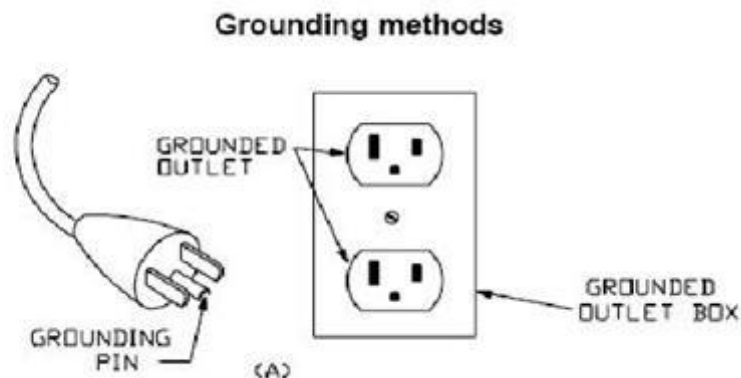 Grounding methods
GROUNDED
OUTLET
GROUNDED
OUTLET BOX
GROUNDING
PIN
(A)